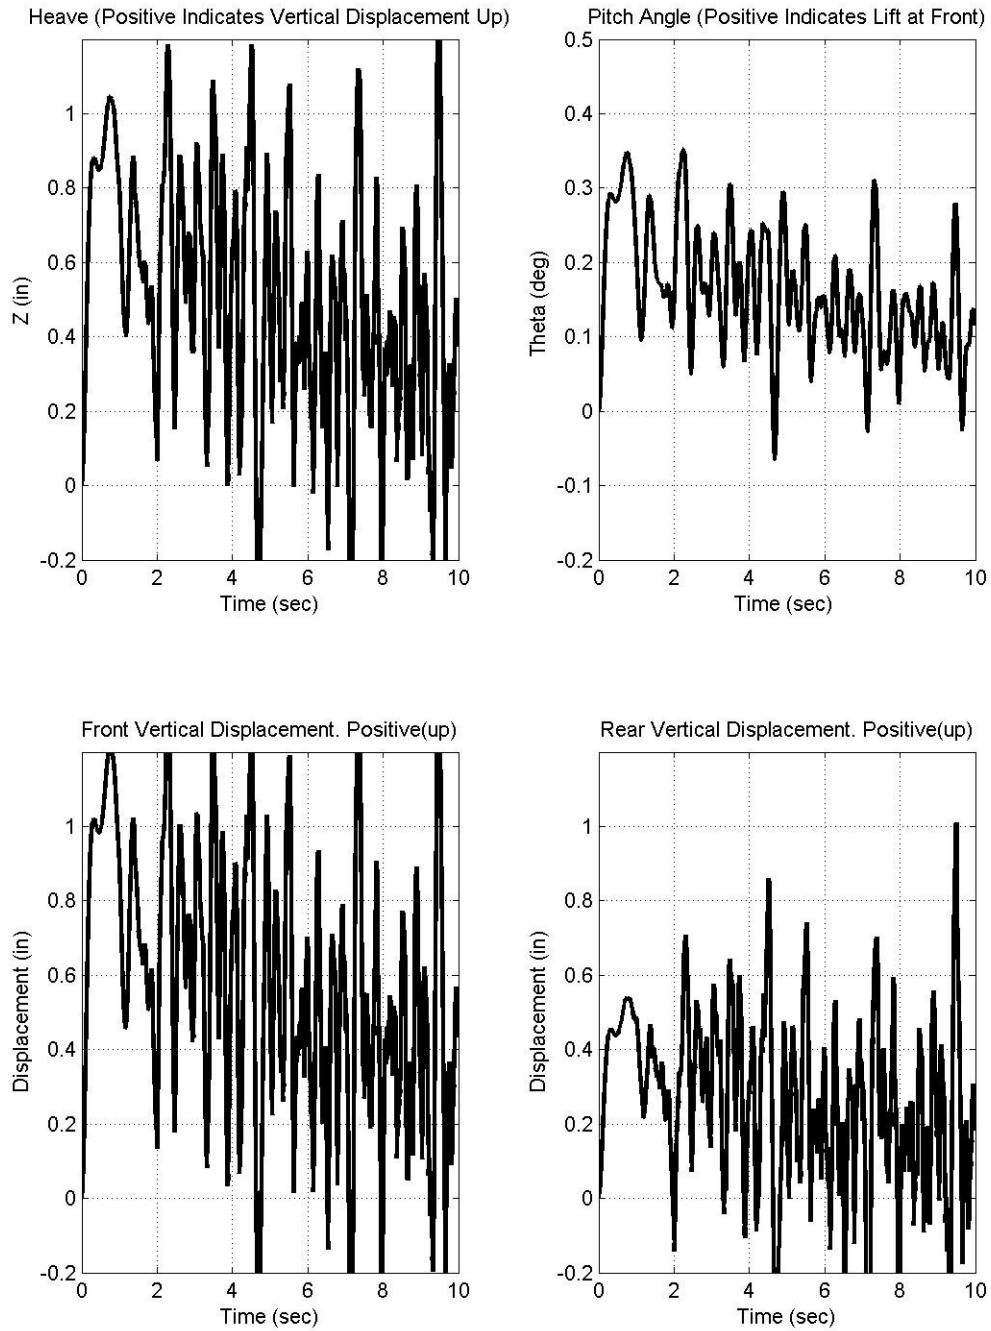 Heave (Positive Indicates Vertical Displacement Up)
Z (in)
1
0.8
0.6
0.4
0.2
0
-0.2
0 2 4 6 8 10
Time (sec)
Pitch Angle (Positive Indicates Lift at Front)
Theta (deg)
0.5
0.4
0.3
0.2
0.1
0
-0.1
-0.2
0 2 4 6 8 10
Time (sec)
Front Vertical Displacement. Positive(up)
Displacement (in)
1
0.8
0.6
0.4
0.2
0
-0.2
0 2 4 6 8 10
Time (sec)
Rear Vertical Displacement. Positive(up)
Displacement (in)
1
0.8
0.6
0.4
0.2
0
-0.2
0 2 4 6 8 10
Time (sec)